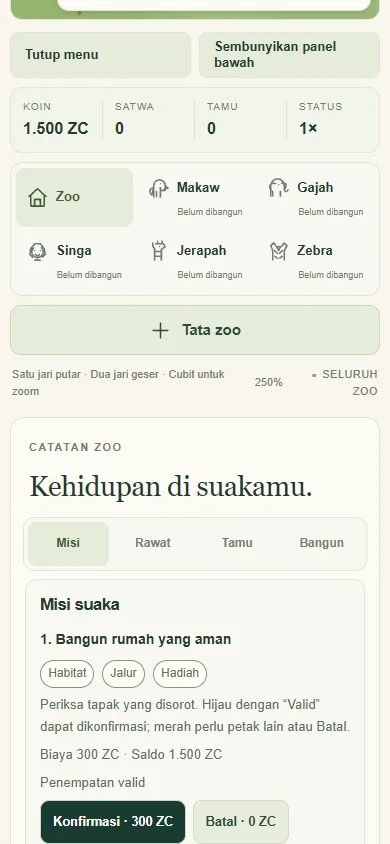 Tutup menu
Sembunyikan panel
bawah
KOIN
SATWA
TAMU
STATUS
1.500 ZC
0
0
1×
Zoo
Makaw
Belum dibangun
Gajah
Belum dibangun
Singa
Belum dibangun
Jerapah
Belum dibangun
Zebra
Belum dibangun
+ Tata zoo
Satu jari putar · Dua jari geser · Cubit untuk
zoom
250%
• SELURUH
ZOO
CATATAN ZOO
Kehidupan di suakamu.
Misi
Rawat
Tamu
Bangun
Misi suaka
1. Bangun rumah yang aman
Habitat
Jalur
Hadiah
Periksa tapak yang disorot. Hijau dengan “Valid”
dapat dikonfirmasi; merah perlu petak lain atau Batal.
Biaya 300 ZC · Saldo 1.500 ZC
Penempatan valid
Konfirmasi · 300 ZC
Batal · 0 ZC